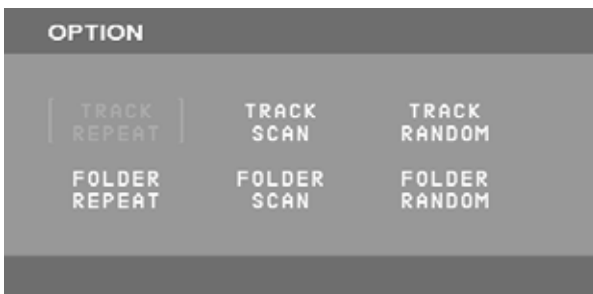 OPTION
TRACK REPEAT
TRACK SCAN
TRACK RANDOM
FOLDER REPEAT
FOLDER SCAN
FOLDER RANDOM